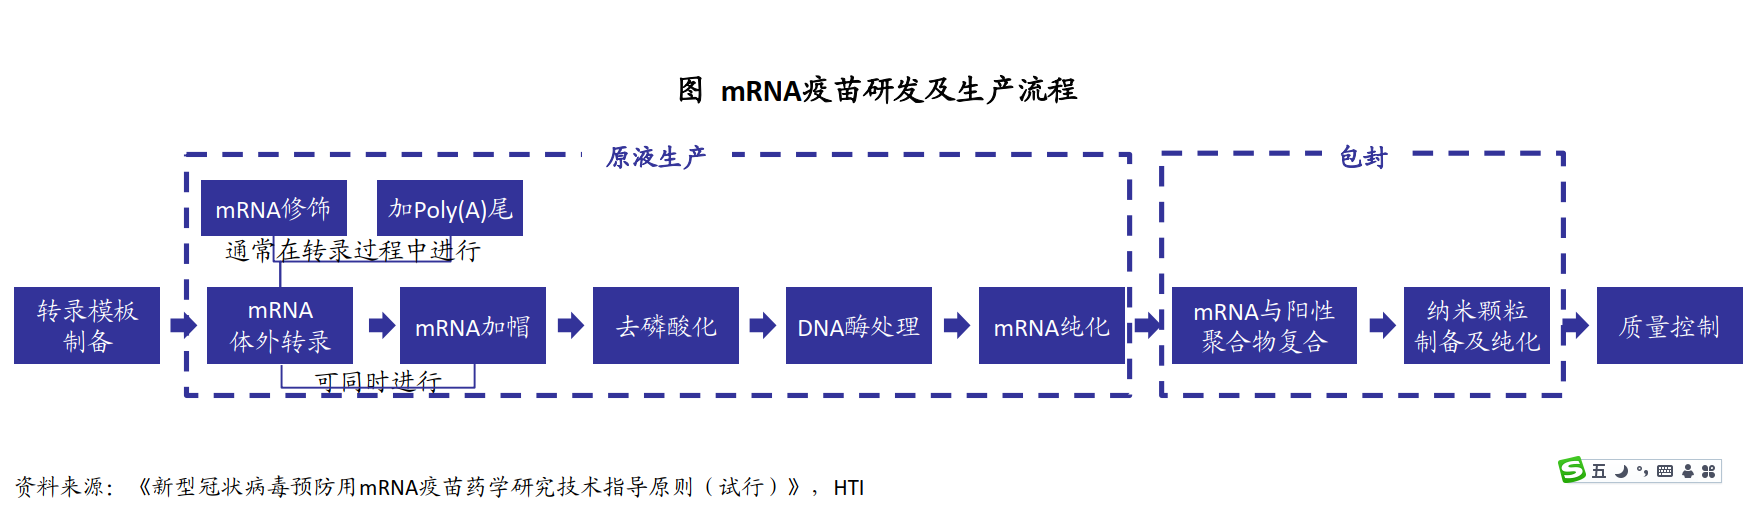 图 mRNA疫苗研发及生产流程
原液生产
包封
mRNA修饰
加Poly(A)尾
通常在转录过程中进行
转录模板
制备
mRNA
体外转录
mRNA加帽
去磷酸化
DNA酶处理
mRNA纯化
mRNA与阳性
聚合物复合
纳米颗粒
制备及纯化
质量控制
可同时进行
资料来源：《新型冠状病毒预防用mRNA疫苗药学研究技术指导原则（试行）》，HTI
S 五